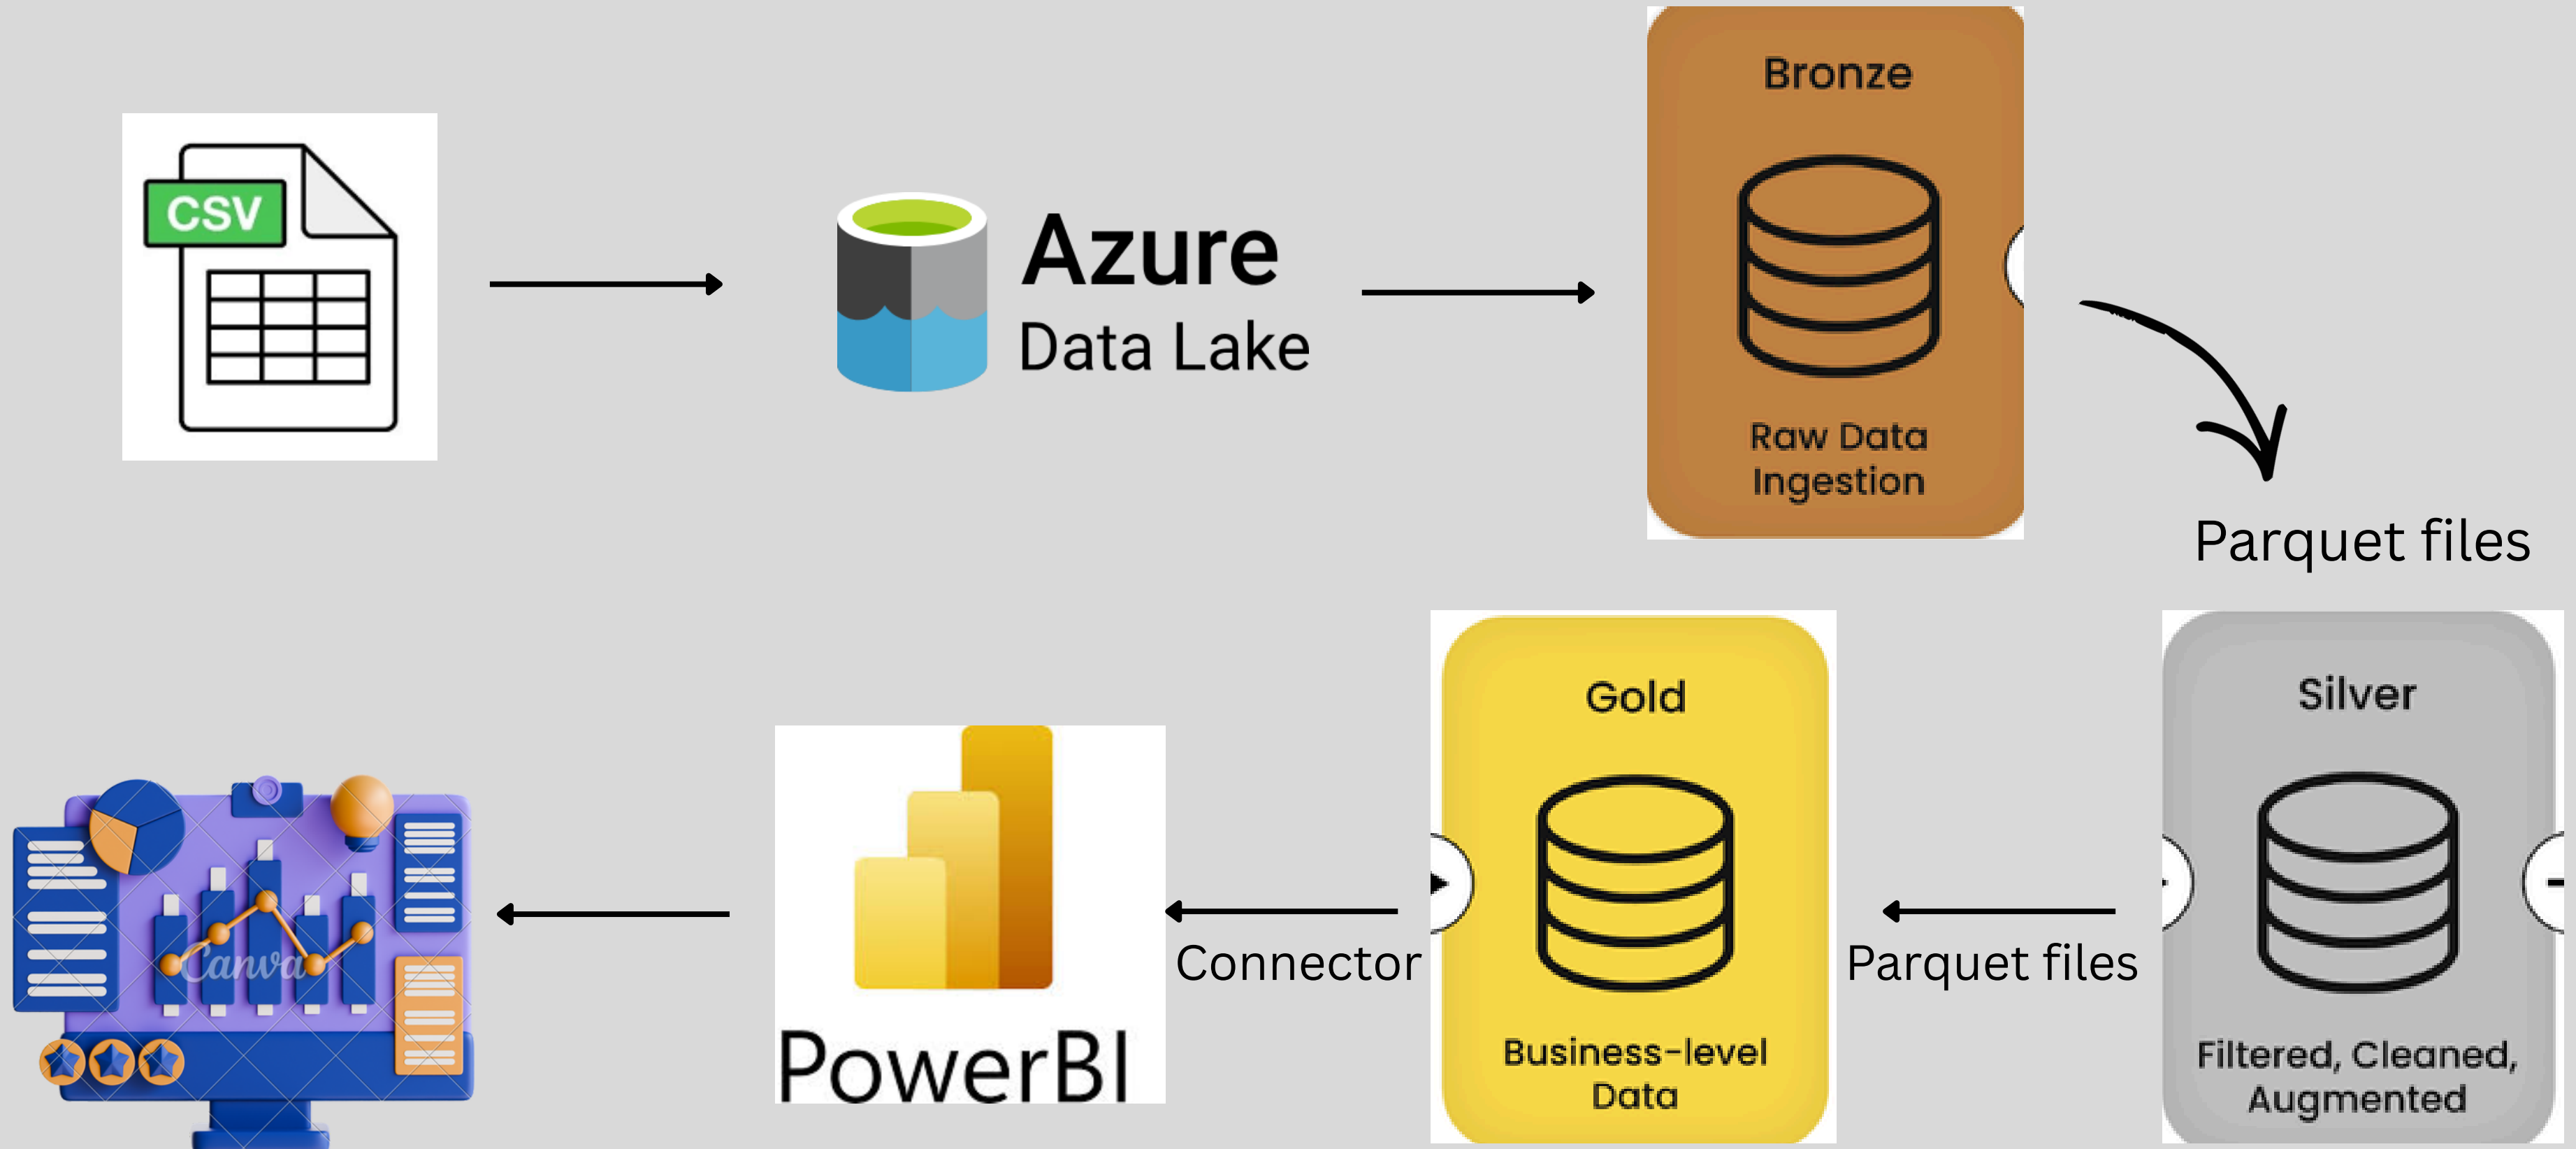 CSV
Azure
Data Lake
Bronze
Raw Data
Ingestion
Parquet files
Silver
Filtered, Cleaned,
Augmented
Parquet files
Gold
Business-level
Data
Connector
PowerBI
Canva